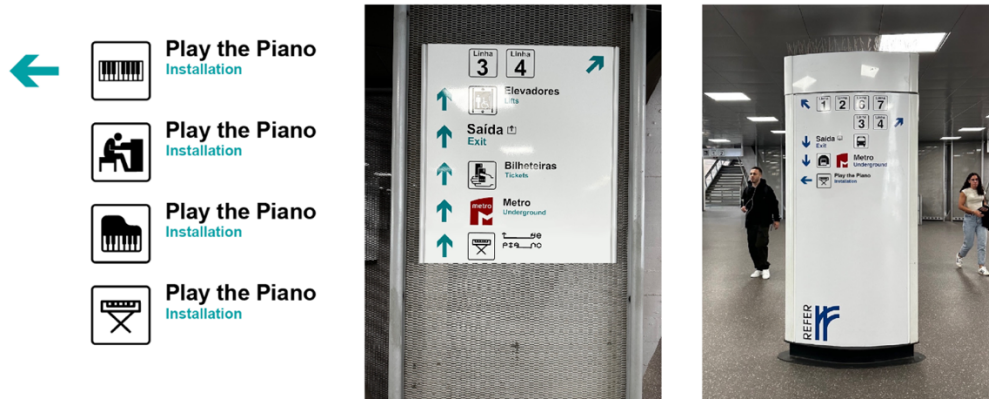 Play the Piano
Installation
Play the Piano
Installation
Play the Piano
Installation
Play the Piano
Installation
Linha
3
Linha
4
Elevadores
Lifts
Saída
Exit
Bilheteiras
Tickets
metro
Metro
Underground
Linha
1
Linha
2
Linha
6
Linha
7
Linha
3
Linha
4
Saída
Exit
Metro
Underground
Play the Piano
Installation
REFER